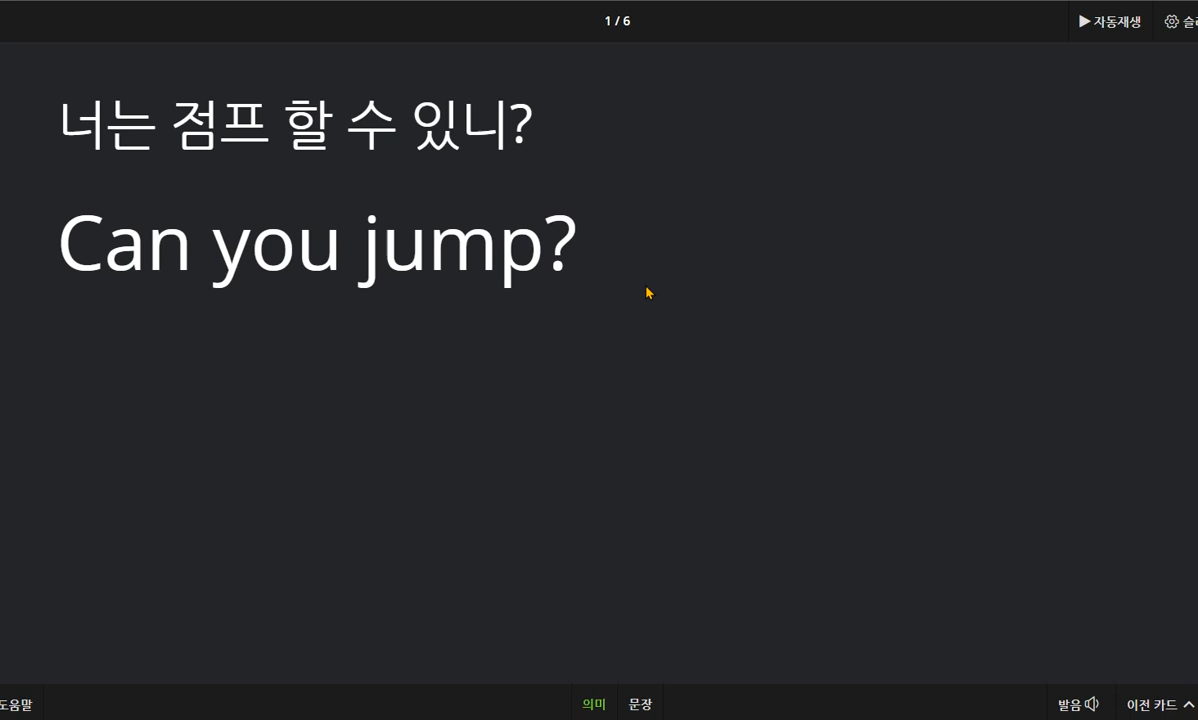 1 / 6
자동재생
너는 점프 할 수 있니?
Can you jump?
도움말
의미
문장
발음
이전 카드